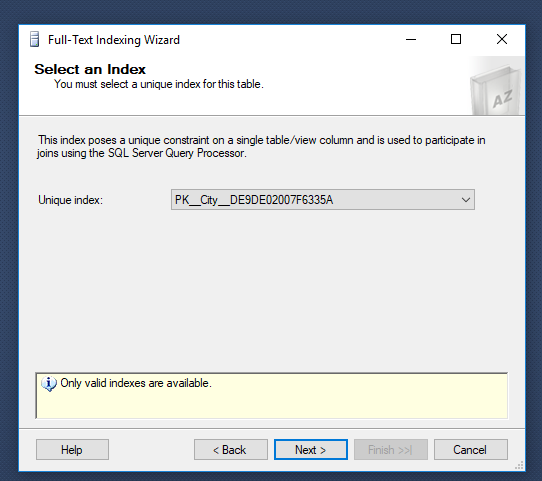 Full-Text Indexing Wizard
Select an Index
You must select a unique index for this table.
AZ
This index poses a unique constraint on a single table/view column and is used to participate in
joins using the SQL Server Query Processor.
Unique index:
PK__City__DE9DE02007F6335A
Only valid indexes are available.
Help
< Back
Next >
Finish >>|
Cancel